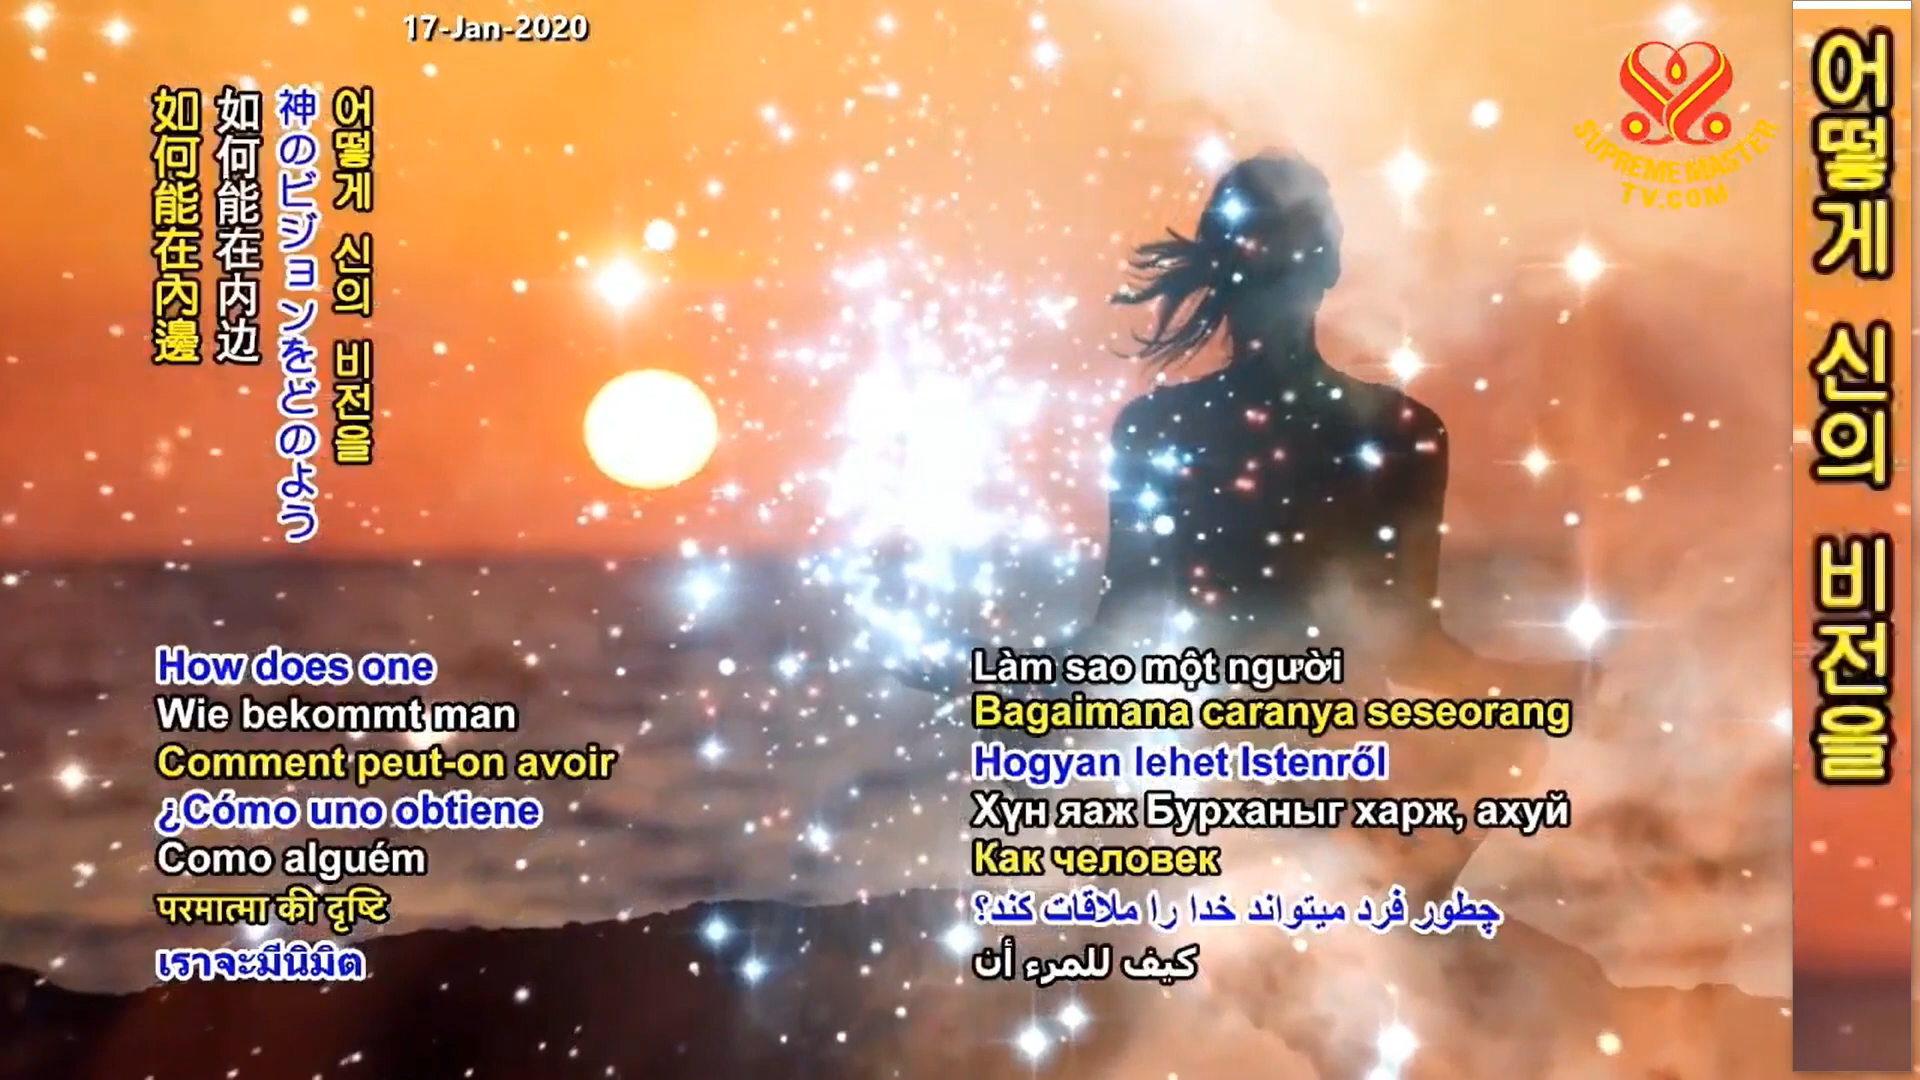 17-Jan-2020
어떻게 신의 비전을
神のビジョンをどのよう
如何能在内边
如何能在內邊
How does one
Wie bekommt man
Comment peut-on avoir
¿Cómo uno obtiene
Como alguém
परमात्मा की दृष्टि
เราจะมีนิมิต
Làm sao một người
Bagaimana caranya seseorang
Hogyan lehet Istenről
Хүн яаж Бурханыг харж, ахуй
Как человек
چطور فرد میتواند خدا را ملاقات کند؟
كيف للمرء أن
SUPREME MASTER
TV.COM
어떻게 신의 비전을